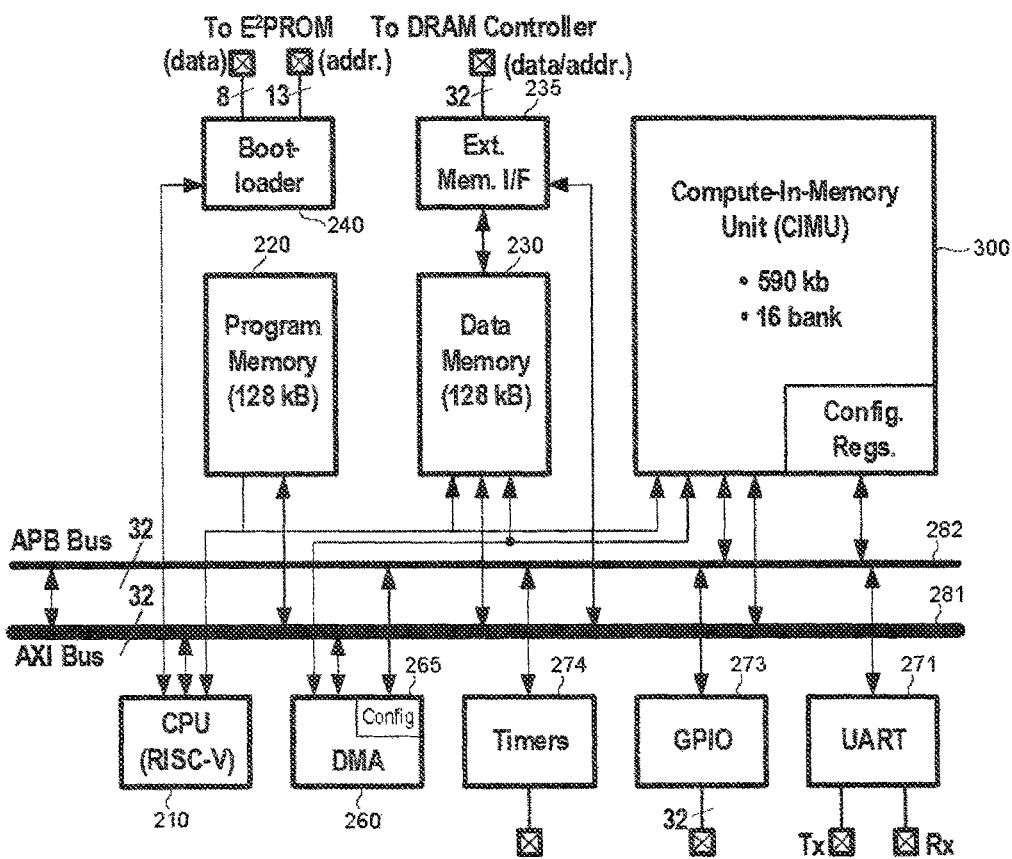 To E²PROM
To DRAM Controller
(data)
(addr.)
(data/addr.)
8
13
32
235
Boot-
loader
Ext.
Mem. I/F
Compute-In-Memory
Unit (CIMU)
• 590 kb
• 16 bank
300
240
220
230
Program
Memory
(128 kB)
Data
Memory
(128 kB)
Config.
Regs.
APB Bus
32
282
32
281
AXI Bus
265
274
273
271
CPU
(RISC-V)
Config
DMA
Timers
GPIO
UART
210
260
32
Tx
Rx